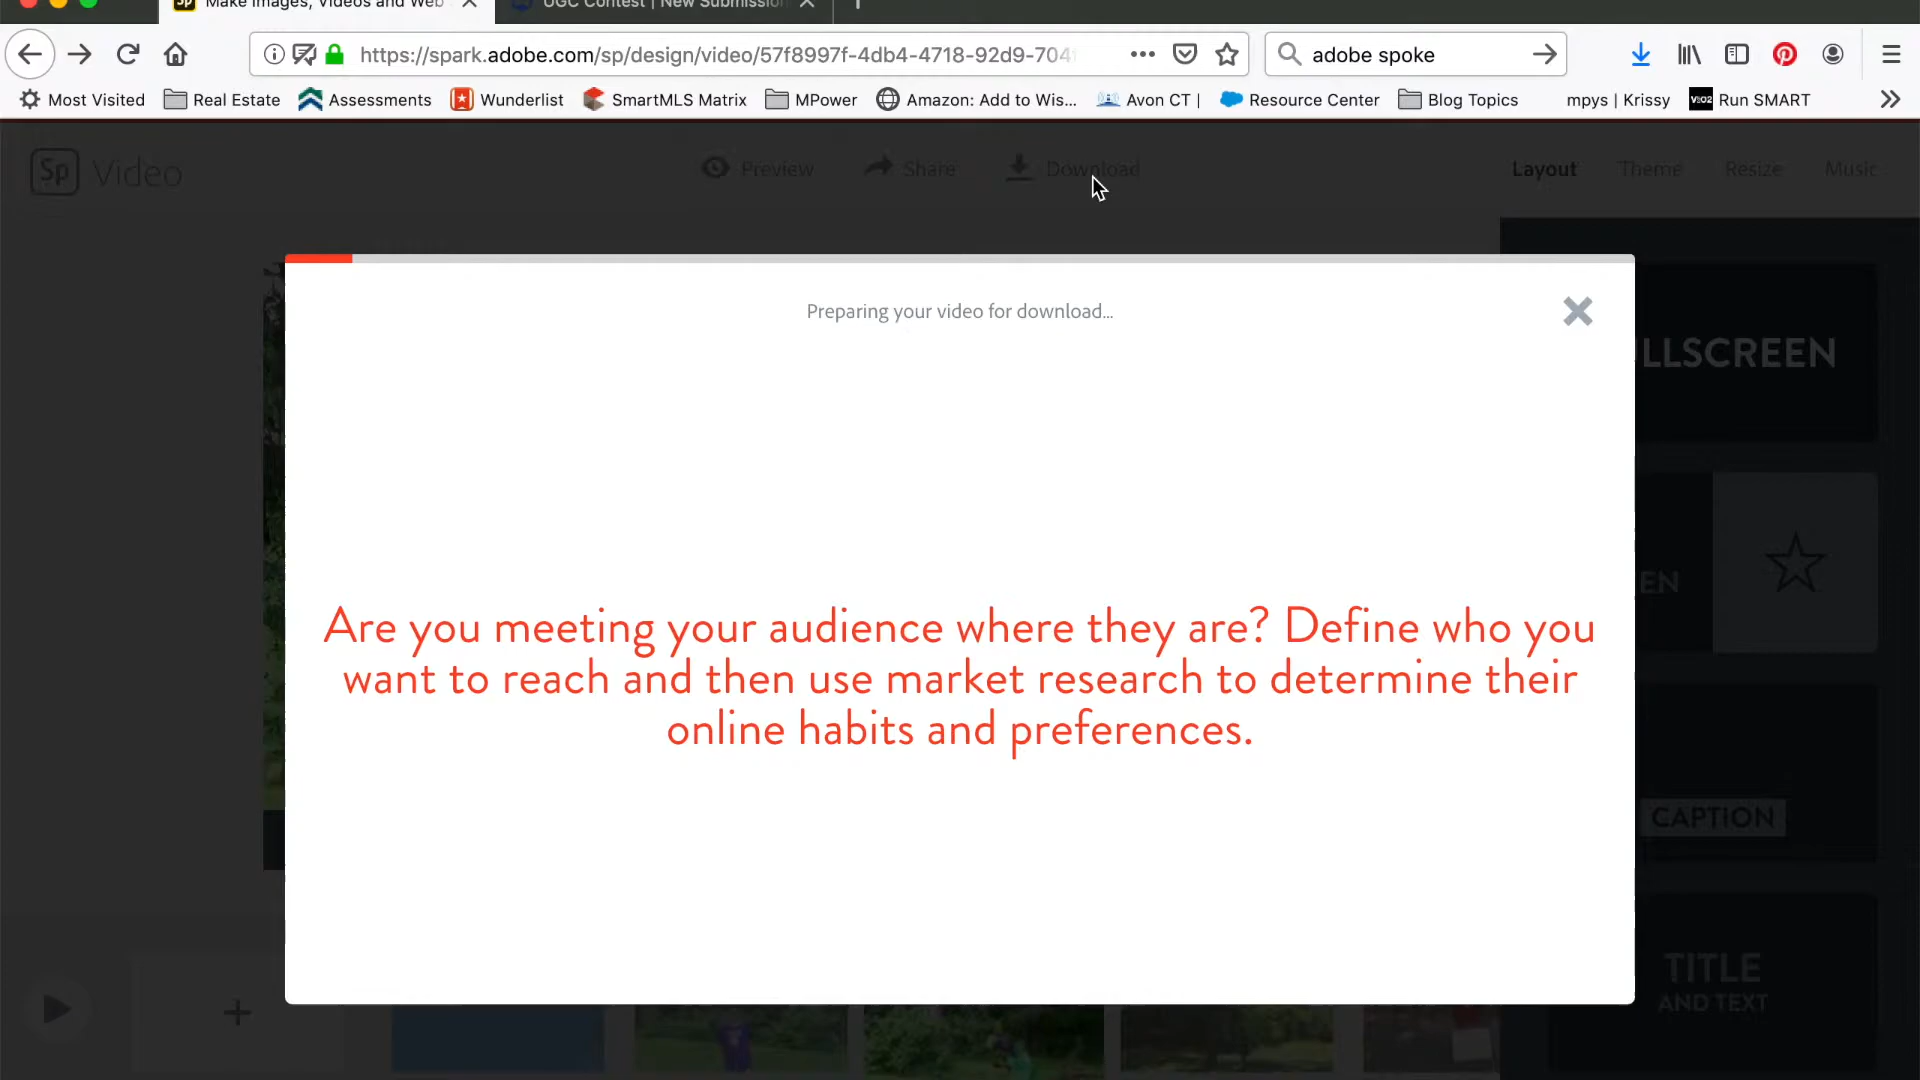 Make Images, Videos and Web
UGC Contest | New Submission
https://spark.adobe.com/sp/design/video/57f8997f-4db4-4718-92d9-704
adobe spoke
Most Visited
Real Estate
Assessments
Wunderlist
SmartMLS Matrix
MPower
Amazon: Add to Wis...
Avon CT |
Resource Center
Blog Topics
mpys | Krissy
V.O2
Run SMART
Sp Video
Preview
Share
Download
Layout
Theme
Resize
Music
Preparing your video for download...
LLSCREEN
EN
Are you meeting your audience where they are? Define who you
want to reach and then use market research to determine their
online habits and preferences.
CAPTION
TITLE
AND TEXT